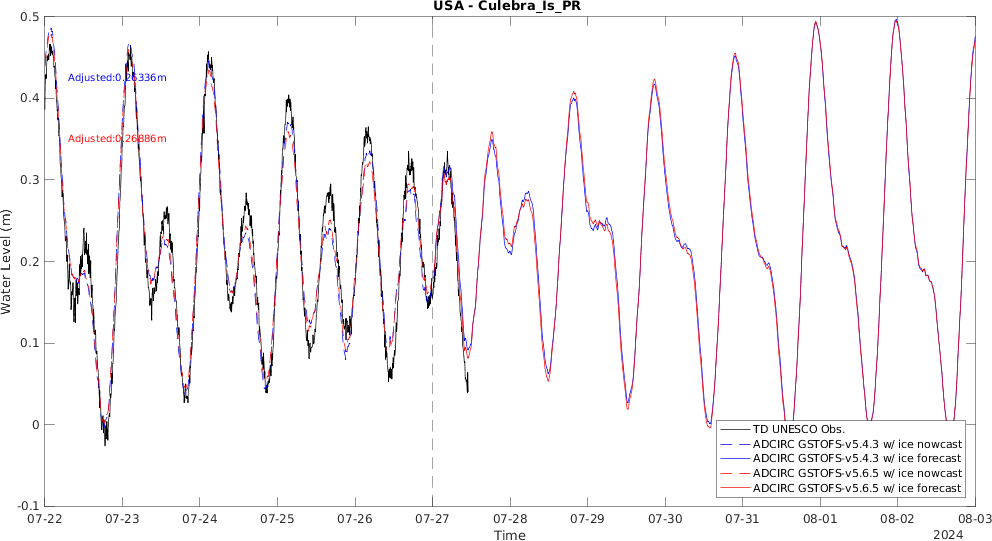 USA - Culebra_Is_PR
Adjusted:0.26336m
Adjusted:0.26886m
Water Level (m)
0.5
0.4
0.3
0.2
0.1
0
-0.1
TD UNESCO Obs.
ADCIRC GSTOFS-v5.4.3 w/ ice nowcast
ADCIRC GSTOFS-v5.4.3 w/ ice forecast
ADCIRC GSTOFS-v5.6.5 w/ ice nowcast
ADCIRC GSTOFS-v5.6.5 w/ ice forecast
07-22 07-23 07-24 07-25 07-26 07-27 07-28 07-29 07-30 07-31 08-01 08-02 08-03
Time
2024